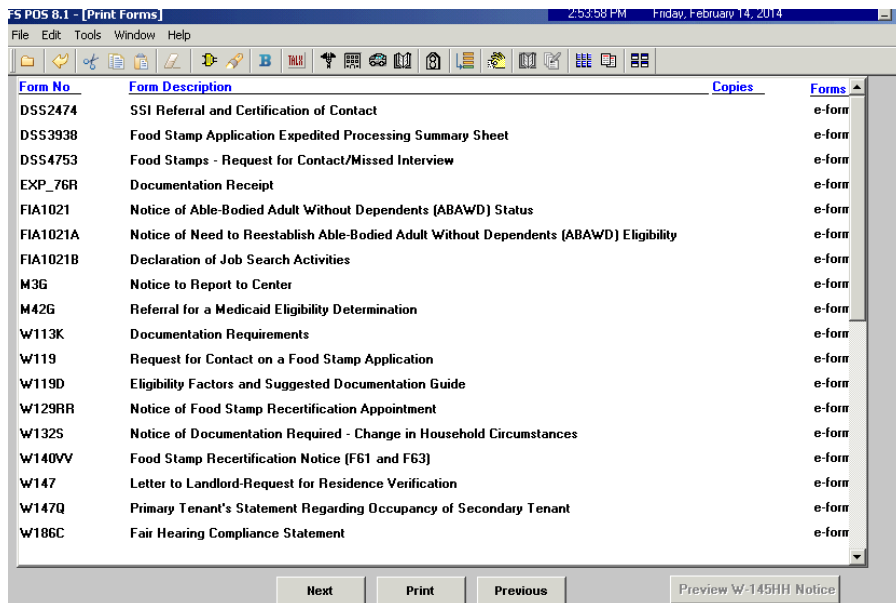 FS POS 8.1 - [Print Forms] 2:53:58 PM Friday, February 14, 2014
File Edit Tools Window Help
B TALX
Form No Form Description Copies Forms
DSS2474 SSI Referral and Certification of Contact e-form
DSS3938 Food Stamp Application Expedited Processing Summary Sheet e-form
DSS4753 Food Stamps - Request for Contact/Missed Interview e-form
EXP_76R Documentation Receipt e-form
FIA1021 Notice of Able-Bodied Adult Without Dependents (ABAWD) Status e-form
FIA1021A Notice of Need to Reestablish Able-Bodied Adult Without Dependents (ABAWD) Eligibility e-form
FIA1021B Declaration of Job Search Activities e-form
M3G Notice to Report to Center e-form
M42G Referral for a Medicaid Eligibility Determination e-form
W113K Documentation Requirements e-form
W119 Request for Contact on a Food Stamp Application e-form
W119D Eligibility Factors and Suggested Documentation Guide e-form
W129RR Notice of Food Stamp Recertification Appointment e-form
W132S Notice of Documentation Required - Change in Household Circumstances e-form
W140VV Food Stamp Recertification Notice (F61 and F63) e-form
W147 Letter to Landlord-Request for Residence Verification e-form
W147Q Primary Tenant's Statement Regarding Occupancy of Secondary Tenant e-form
W186C Fair Hearing Compliance Statement e-form
Next Print Previous Preview W-145HH Notice